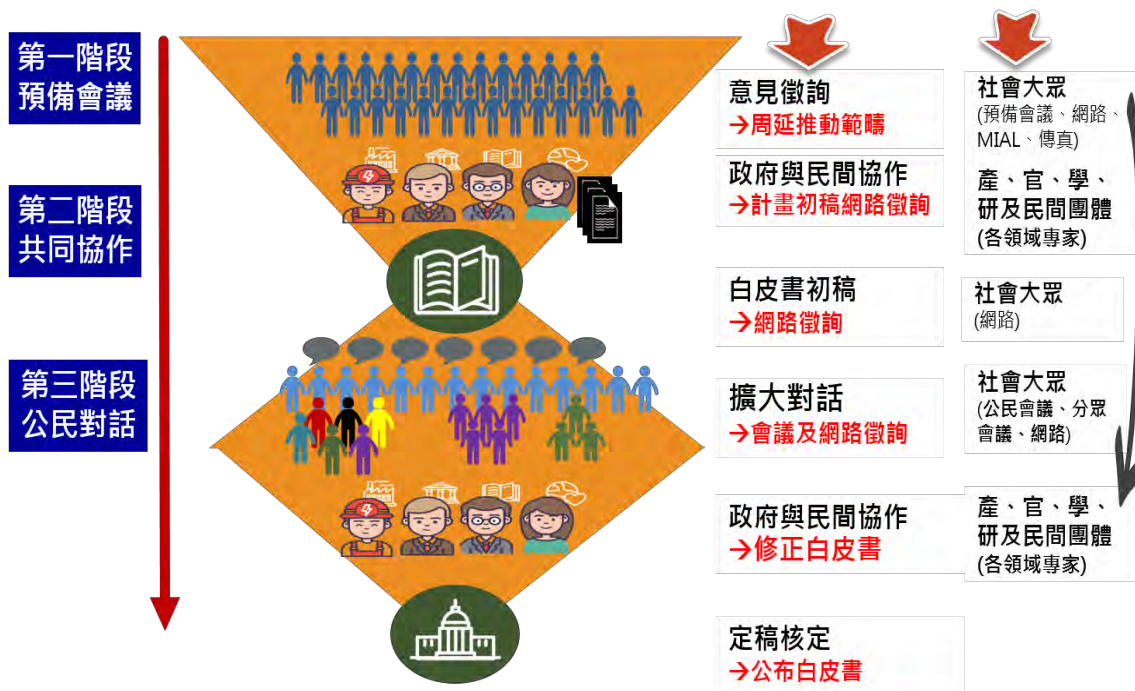 第一階段
預備會議
第二階段
共同協作
第三階段
公民對話
意見徵詢
→周延推動範疇
政府與民間協作
→計畫初稿網路徵詢
白皮書初稿
→網路徵詢
擴大對話
→會議及網路徵詢
政府與民間協作
→修正白皮書
定稿核定
→公布白皮書
社會大眾
(預備會議、網路、
MIAL、傳真)
產、官、學、
研及民間團體
(各領域專家)
社會大眾
(網路)
社會大眾
(公民會議、分眾
會議、網路)
產、官、學、
研及民間團體
(各領域專家)